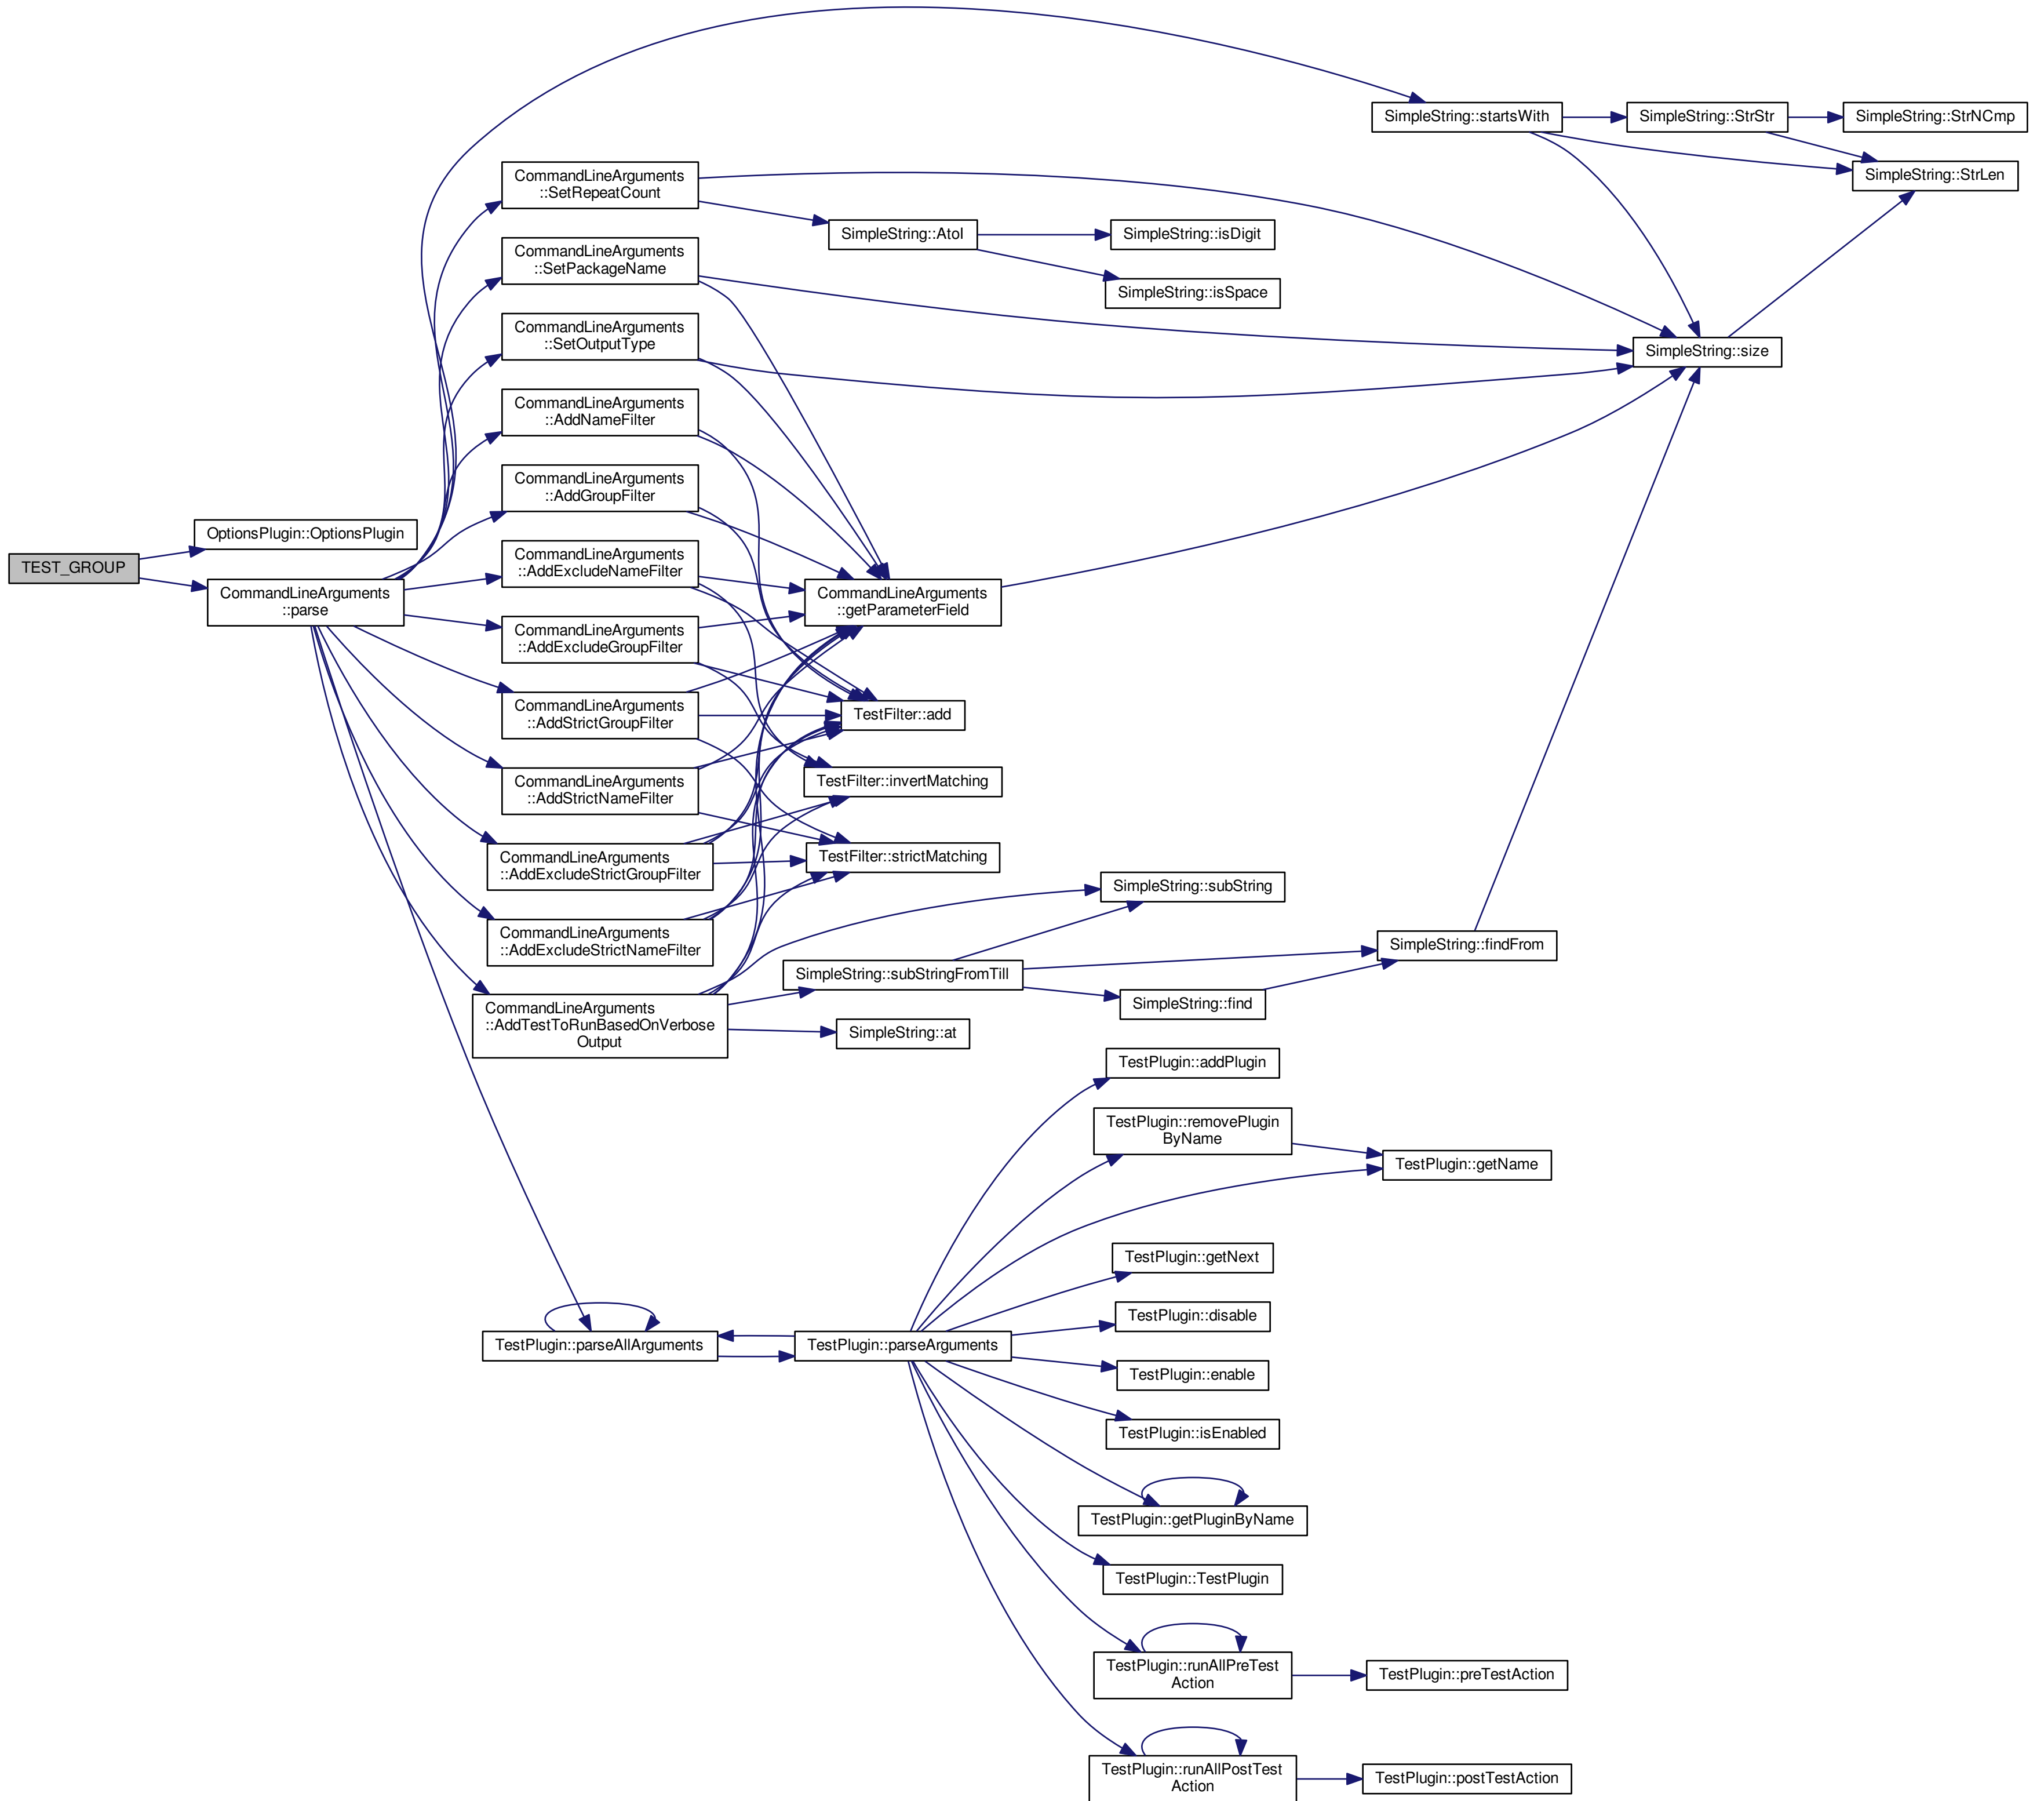 TEST_GROUP
OptionsPlugin::OptionsPlugin
CommandLineArguments
::parse
CommandLineArguments
::SetRepeatCount
CommandLineArguments
::SetPackageName
CommandLineArguments
::SetOutputType
CommandLineArguments
::AddNameFilter
CommandLineArguments
::AddGroupFilter
CommandLineArguments
::AddExcludeNameFilter
CommandLineArguments
::AddExcludeGroupFilter
CommandLineArguments
::AddStrictGroupFilter
CommandLineArguments
::AddStrictNameFilter
CommandLineArguments
::AddExcludeStrictGroupFilter
CommandLineArguments
::AddExcludeStrictNameFilter
CommandLineArguments
::AddTestToRunBasedOnVerbose
Output
TestPlugin::parseAllArguments
SimpleString::AtoI
CommandLineArguments
::getParameterField
TestFilter::add
TestFilter::invertMatching
TestFilter::strictMatching
SimpleString::subStringFromTill
SimpleString::at
TestPlugin::parseArguments
SimpleString::isDigit
SimpleString::isSpace
SimpleString::subString
SimpleString::find
TestPlugin::addPlugin
TestPlugin::removePlugin
ByName
TestPlugin::getNext
TestPlugin::disable
TestPlugin::enable
TestPlugin::isEnabled
TestPlugin::getPluginByName
TestPlugin::TestPlugin
TestPlugin::runAllPreTest
Action
TestPlugin::runAllPostTest
Action
SimpleString::startsWith
SimpleString::findFrom
TestPlugin::getName
TestPlugin::preTestAction
TestPlugin::postTestAction
SimpleString::StrStr
SimpleString::size
SimpleString::StrNCmp
SimpleString::StrLen